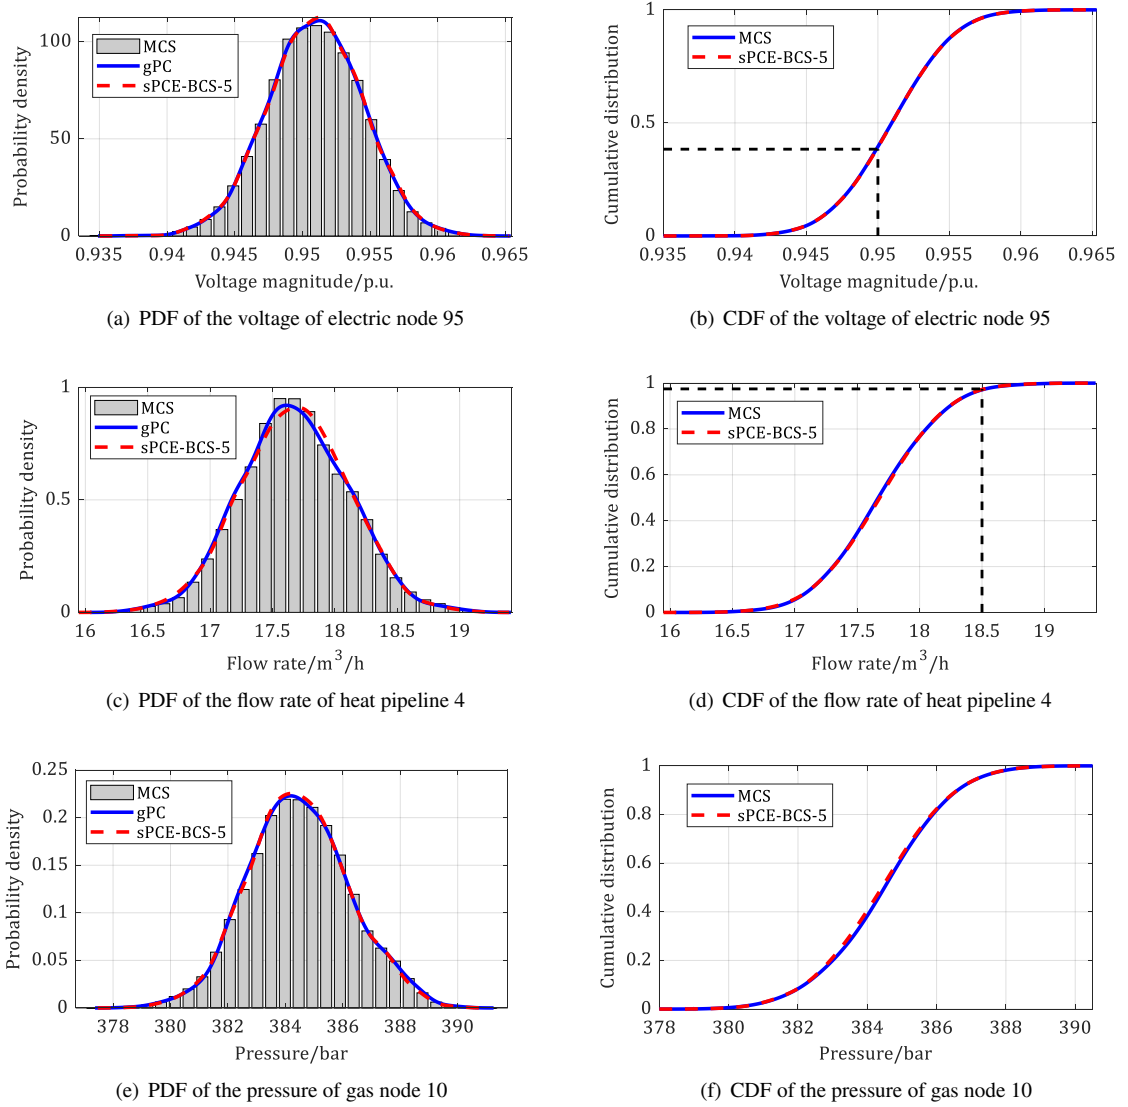 100
50
0
Probability density
MCS
gPC
sPCE-BCS-5
0.935 0.94 0.945 0.95 0.955 0.96 0.965
Voltage magnitude/p.u.
(a) PDF of the voltage of electric node 95
1
0.5
0
Cumulative distribution
MCS
sPCE-BCS-5
0.935 0.94 0.945 0.95 0.955 0.96 0.965
Voltage magnitude/p.u.
(b) CDF of the voltage of electric node 95
1
0.5
0
Probability density
MCS
gPC
sPCE-BCS-5
16 16.5 17 17.5 18 18.5 19
Flow rate/m³/h
(c) PDF of the flow rate of heat pipeline 4
1
0.8
0.6
0.4
0.2
0
Cumulative distribution
MCS
sPCE-BCS-5
16 16.5 17 17.5 18 18.5 19
Flow rate/m³/h
(d) CDF of the flow rate of heat pipeline 4
0.25
0.2
0.15
0.1
0.05
0
Probability density
MCS
gPC
sPCE-BCS-5
378 380 382 384 386 388 390
Pressure/bar
(e) PDF of the pressure of gas node 10
1
0.8
0.6
0.4
0.2
0
Cumulative distribution
MCS
sPCE-BCS-5
378 380 382 384 386 388 390
Pressure/bar
(f) CDF of the pressure of gas node 10